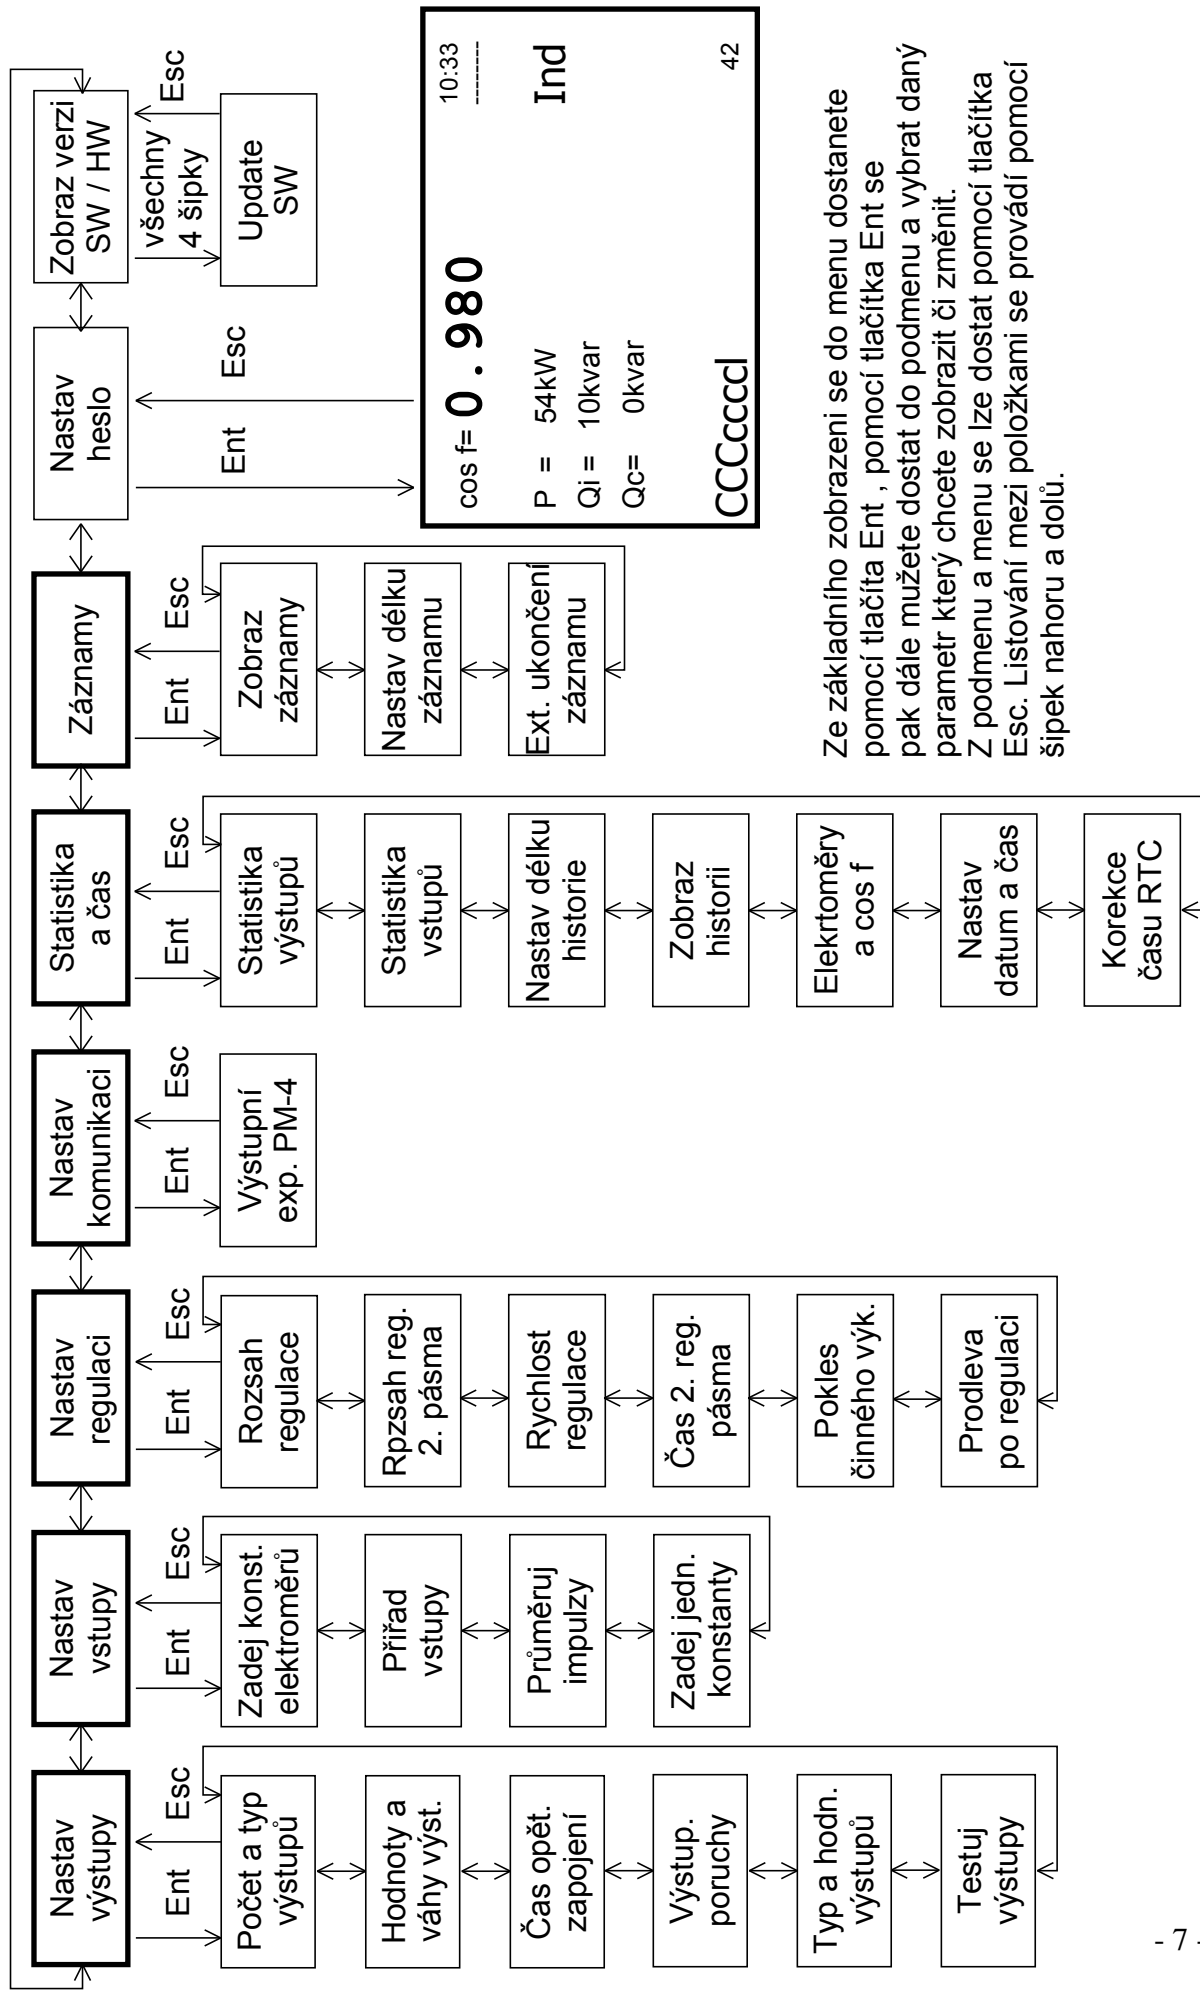 Nastav
výstupy
Nastav
vstupy
Nastav
regulaci
Nastav
komunikaci
Statistika
a čas
Záznamy
Nastav
heslo
Zobraz verzi
SW / HW
Ent
Esc
Počet a typ
výstupů
Hodnoty a
váhy výst.
Čas opět.
zapojení
Výstup.
poruchy
Typ a hodn.
výstupů
Testuj
výstupy
Ent
Esc
Zadej konst.
elektroměrů
Přiřad
vstupy
Průměruj
impulzy
Zadej jedn.
konstanty
Ent
Esc
Rozsah
regulace
Rpzsah reg.
2. pásma
Rychlost
regulace
Čas 2. reg.
pásma
Pokles
činného výk.
Prodleva
po regulaci
Ent
Esc
Výstupní
exp. PM-4
Ent
Esc
Statistika
výstupů
Statistika
vstupů
Nastav délku
historie
Zobraz
historii
Elekrtoměry
a cos f
Nastav
datum a čas
Korekce
času RTC
Ent
Esc
Zobraz
záznamy
Nastav délku
záznamu
Ext. ukončení
záznamu
Ent
Esc
všechny
4 šipky
Esc
Update
SW
cos f= 0.980
10:33
--------
P = 54kW
Ind
Qi = 10kvar
Qc= 0kvar
CCCccccl
42
Ze základního zobrazeni se do menu dostanete
pomocí tlačíta Ent , pomocí tlačítka Ent se
pak dále mužete dostat do podmenu a vybrat daný
parametr který chcete zobrazit či změnit.
Z podmenu a menu se lze dostat pomocí tlačítka
Esc. Listování mezi položkami se provádí pomocí
šipek nahoru a dolů.
- 7 -